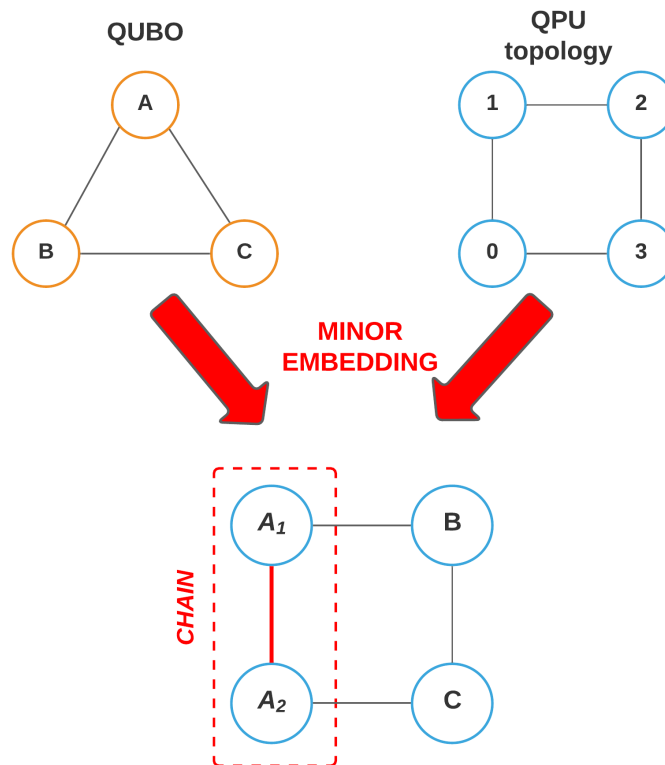 QUBO
QPU
topology
A
B
C
1
2
0
3
MINOR
EMBEDDING
CHAIN
A₁
B
A₂
C